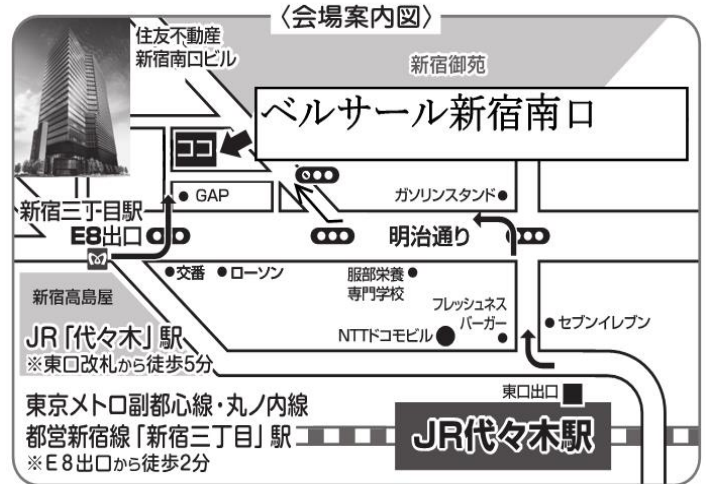 〈会場案内図〉
住友不動産
新宿南口ビル
新宿御苑
ベルサール新宿南口
ココ
GAP
ガソリンスタンド
新宿三丁目駅
E8出口
明治通り
交番
ローソン
服部栄養
専門学校
新宿高島屋
フレッシュネス
バーガー
NTTドコモビル
セブンイレブン
JR「代々木」駅
※東口改札から徒歩5分
東口出口
東京メトロ副都心線・丸ノ内線
都営新宿線「新宿三丁目」駅
※E8出口から徒歩2分
JR代々木駅